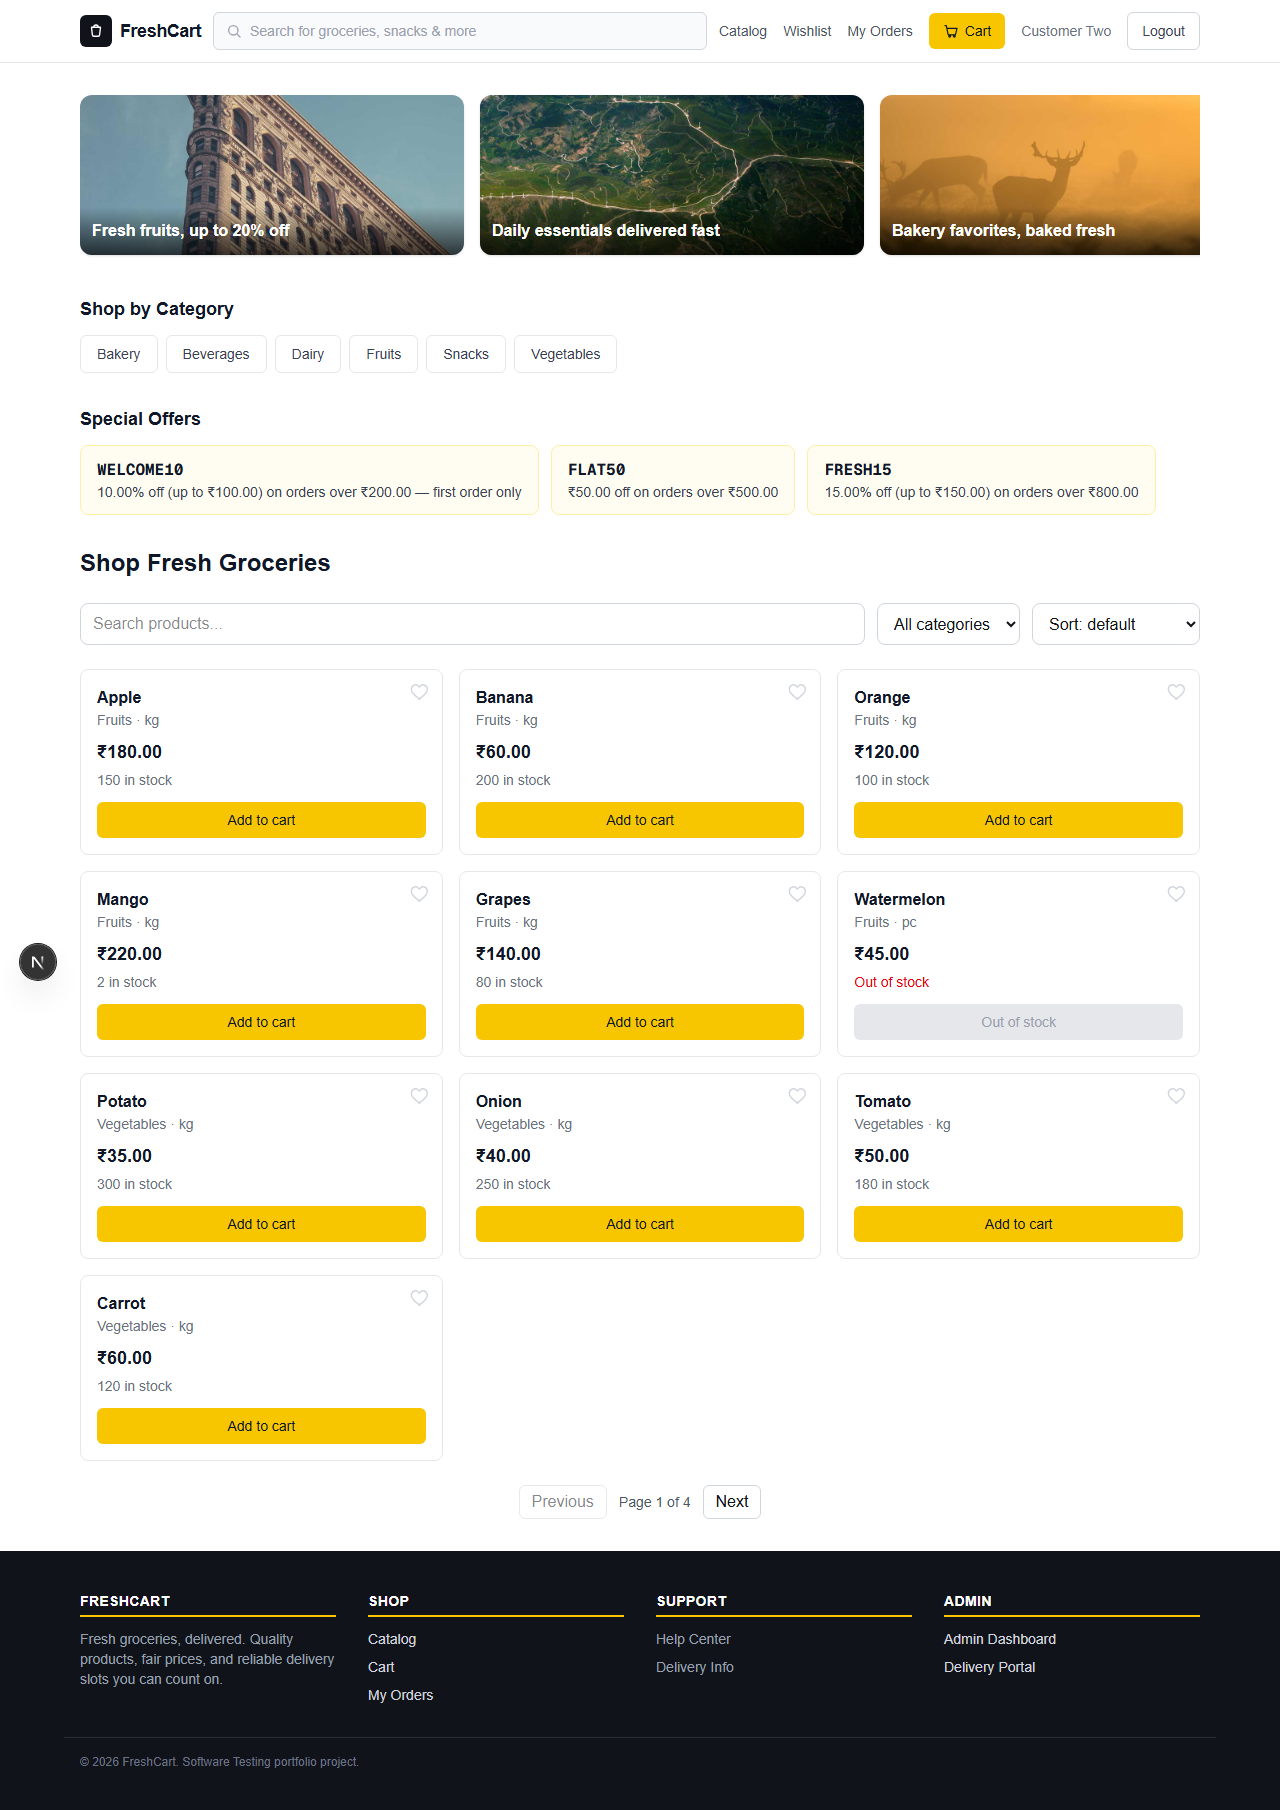 FreshCart
Search for groceries, snacks & more
Catalog
Wishlist
My Orders
Cart
Customer Two
Logout
Fresh fruits, up to 20% off
Daily essentials delivered fast
Bakery favorites, baked fresh
Shop by Category
Bakery
Beverages
Dairy
Fruits
Snacks
Vegetables
Special Offers
WELCOME10
10.00% off (up to ₹100.00) on orders over ₹200.00 — first order only
FLAT50
₹50.00 off on orders over ₹500.00
FRESH15
15.00% off (up to ₹150.00) on orders over ₹800.00
Shop Fresh Groceries
Search products...
All categories
Sort: default
Apple
Fruits · kg
₹180.00
150 in stock
Add to cart
Banana
Fruits · kg
₹60.00
200 in stock
Add to cart
Orange
Fruits · kg
₹120.00
100 in stock
Add to cart
Mango
Fruits · kg
₹220.00
2 in stock
Add to cart
Grapes
Fruits · kg
₹140.00
80 in stock
Add to cart
Watermelon
Fruits · pc
₹45.00
Out of stock
Out of stock
N
Potato
Vegetables · kg
₹35.00
300 in stock
Add to cart
Onion
Vegetables · kg
₹40.00
250 in stock
Add to cart
Tomato
Vegetables · kg
₹50.00
180 in stock
Add to cart
Carrot
Vegetables · kg
₹60.00
120 in stock
Add to cart
Previous
Page 1 of 4
Next
FRESHCART
Fresh groceries, delivered. Quality
products, fair prices, and reliable delivery
slots you can count on.
SHOP
Catalog
Cart
My Orders
SUPPORT
Help Center
Delivery Info
ADMIN
Admin Dashboard
Delivery Portal
© 2026 FreshCart. Software Testing portfolio project.